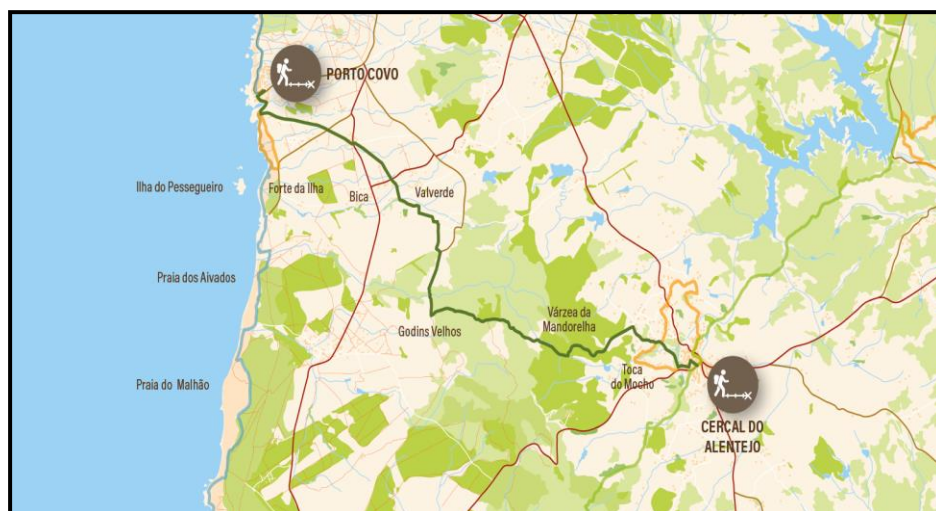 PORTO COVO
Ilha do Pessegueiro
Forte da Ilha
Bica
Valverde
Praia dos Aivados
Godins Velhos
Várzea da
Mandorelha
Praia do Malhão
Toca
do Mocho
CERCAL DO
ALENTEJO